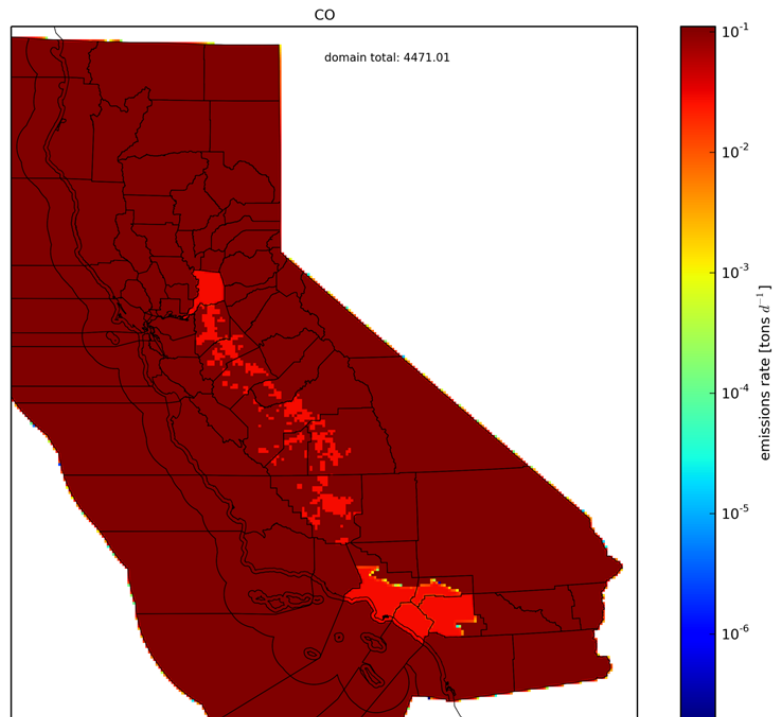 CO
domain total: 4471.01
10⁻¹
10⁻²
10⁻³
10⁻⁴
10⁻⁵
10⁻⁶
emissions rate [tons d⁻¹]